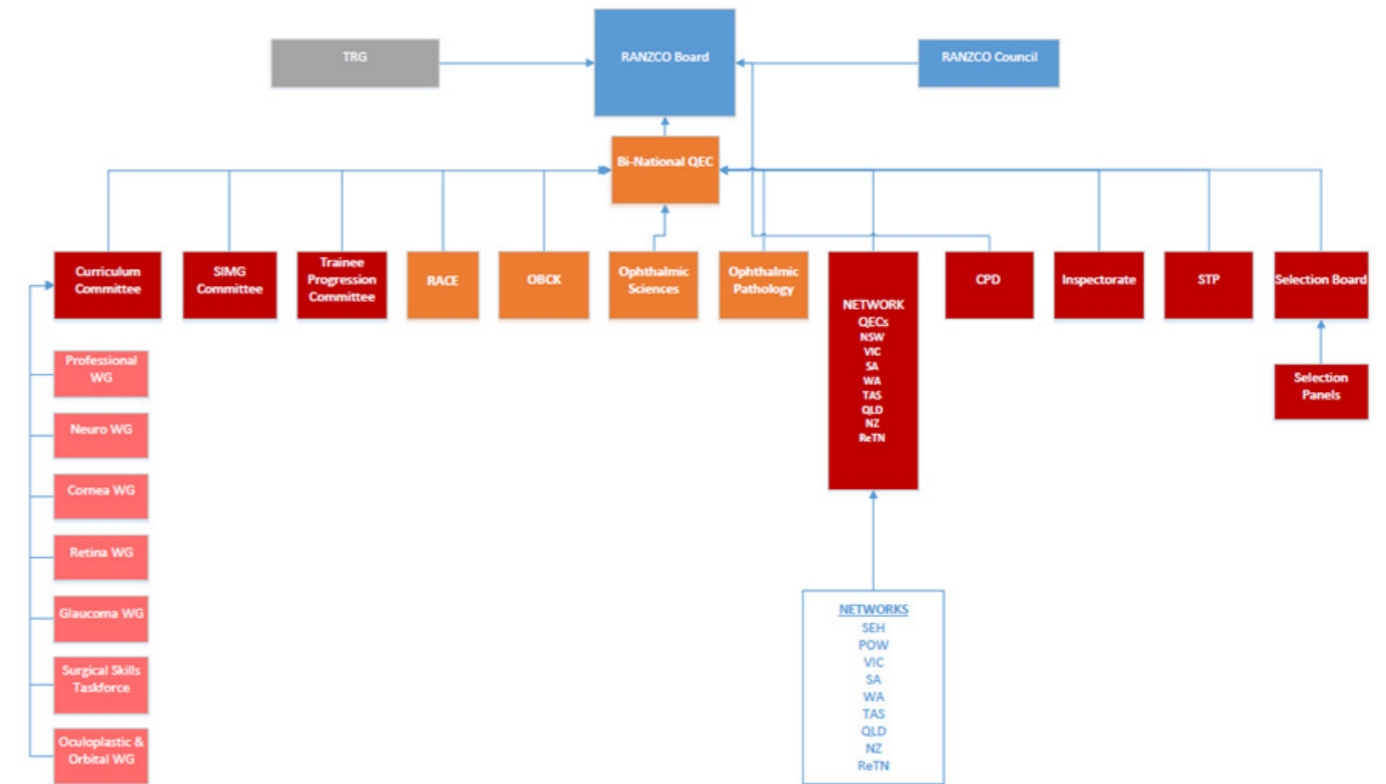 TRG
RANZCO Board
RANZCO Council
Bi-National QEC
Curriculum
Committee
SIMG
Committee
Trainee
Progression
Committee
RACE
OBCK
Ophthalmic
Sciences
Ophthalmic
Pathology
NETWORK
QECs
NSW
VIC
SA
WA
TAS
QLD
NZ
ReTN
CPD
Inspectorate
STP
Selection Board
Selection
Panels
Professional
WG
Neuro WG
Cornea WG
Retina WG
Glaucoma WG
Surgical Skills
Taskforce
Oculoplastic &
Orbital WG
NETWORKS
SEH
POW
VIC
SA
WA
TAS
QLD
NZ
ReTN